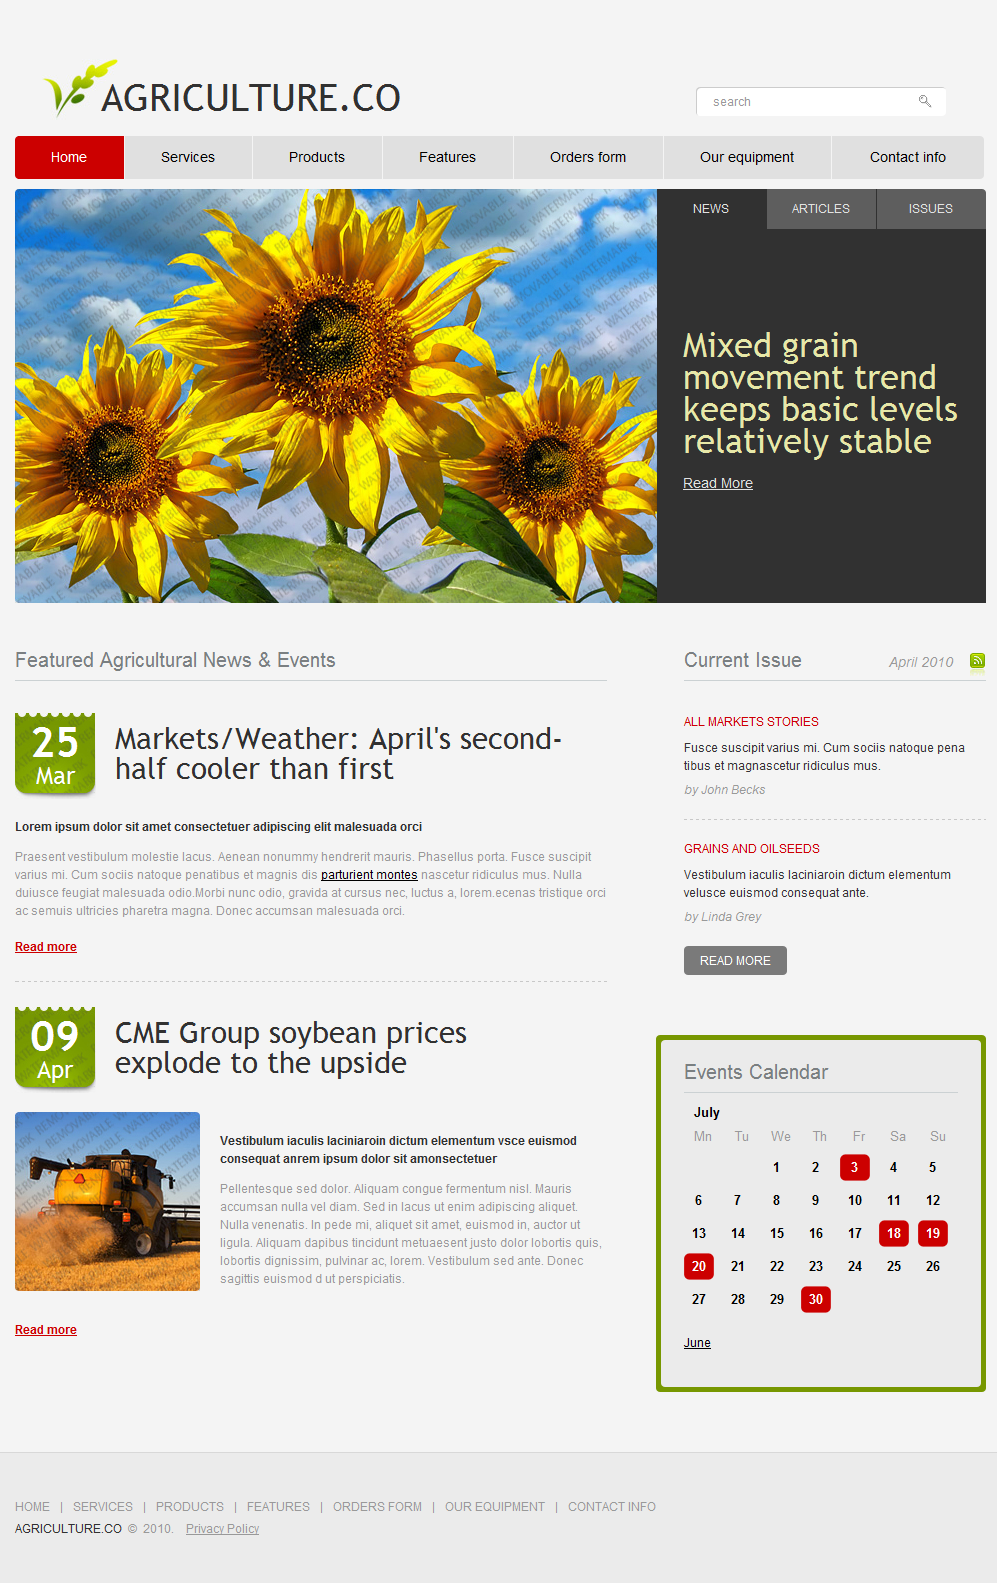 AGRICULTURE.CO
search
Home Services Products Features Orders form Our equipment Contact info
NEWS ARTICLES ISSUES
Mixed grain
movement trend
keeps basic levels
relatively stable
Read More
Featured Agricultural News & Events
25
Mar
Markets/Weather: April's second-
half cooler than first
Lorem ipsum dolor sit amet consectetuer adipiscing elit malesuada orci
Praesent vestibulum molestie lacus. Aenean nonummy hendrerit mauris. Phasellus porta. Fusce suscipit
varius mi. Cum sociis natoque penatibus et magnis dis parturient montes nascetur ridiculus mus. Nulla
duiusce feugiat malesuada odio.Morbi nunc odio, gravida at cursus nec, luctus a, lorem.ecenas tristique orci
ac semuis ultricies pharetra magna. Donec accumsan malesuada orci.
Read more
09
Apr
CME Group soybean prices
explode to the upside
Vestibulum iaculis laciniaroin dictum elementum vsce euismod
consequat anrem ipsum dolor sit amonsectetuer
Pellentesque sed dolor. Aliquam congue fermentum nisl. Mauris
accumsan nulla vel diam. Sed in lacus ut enim adipiscing aliquet.
Nulla venenatis. In pede mi, aliquet sit amet, euismod in, auctor ut
ligula. Aliquam dapibus tincidunt metuaesent justo dolor lobortis quis,
lobortis dignissim, pulvinar ac, lorem. Vestibulum sed ante. Donec
sagittis euismod d ut perspiciatis.
Read more
Current Issue April 2010
ALL MARKETS STORIES
Fusce suscipit varius mi. Cum sociis natoque pena
tibus et magnascetur ridiculus mus.
by John Becks
GRAINS AND OILSEEDS
Vestibulum iaculis laciniaroin dictum elementum
velusce euismod consequat ante.
by Linda Grey
READ MORE
Events Calendar
July
Mn Tu We Th Fr Sa Su
1 2 3 4 5
6 7 8 9 10 11 12
13 14 15 16 17 18 19
20 21 22 23 24 25 26
27 28 29 30
June
HOME | SERVICES | PRODUCTS | FEATURES | ORDERS FORM | OUR EQUIPMENT | CONTACT INFO
AGRICULTURE.CO © 2010. Privacy Policy